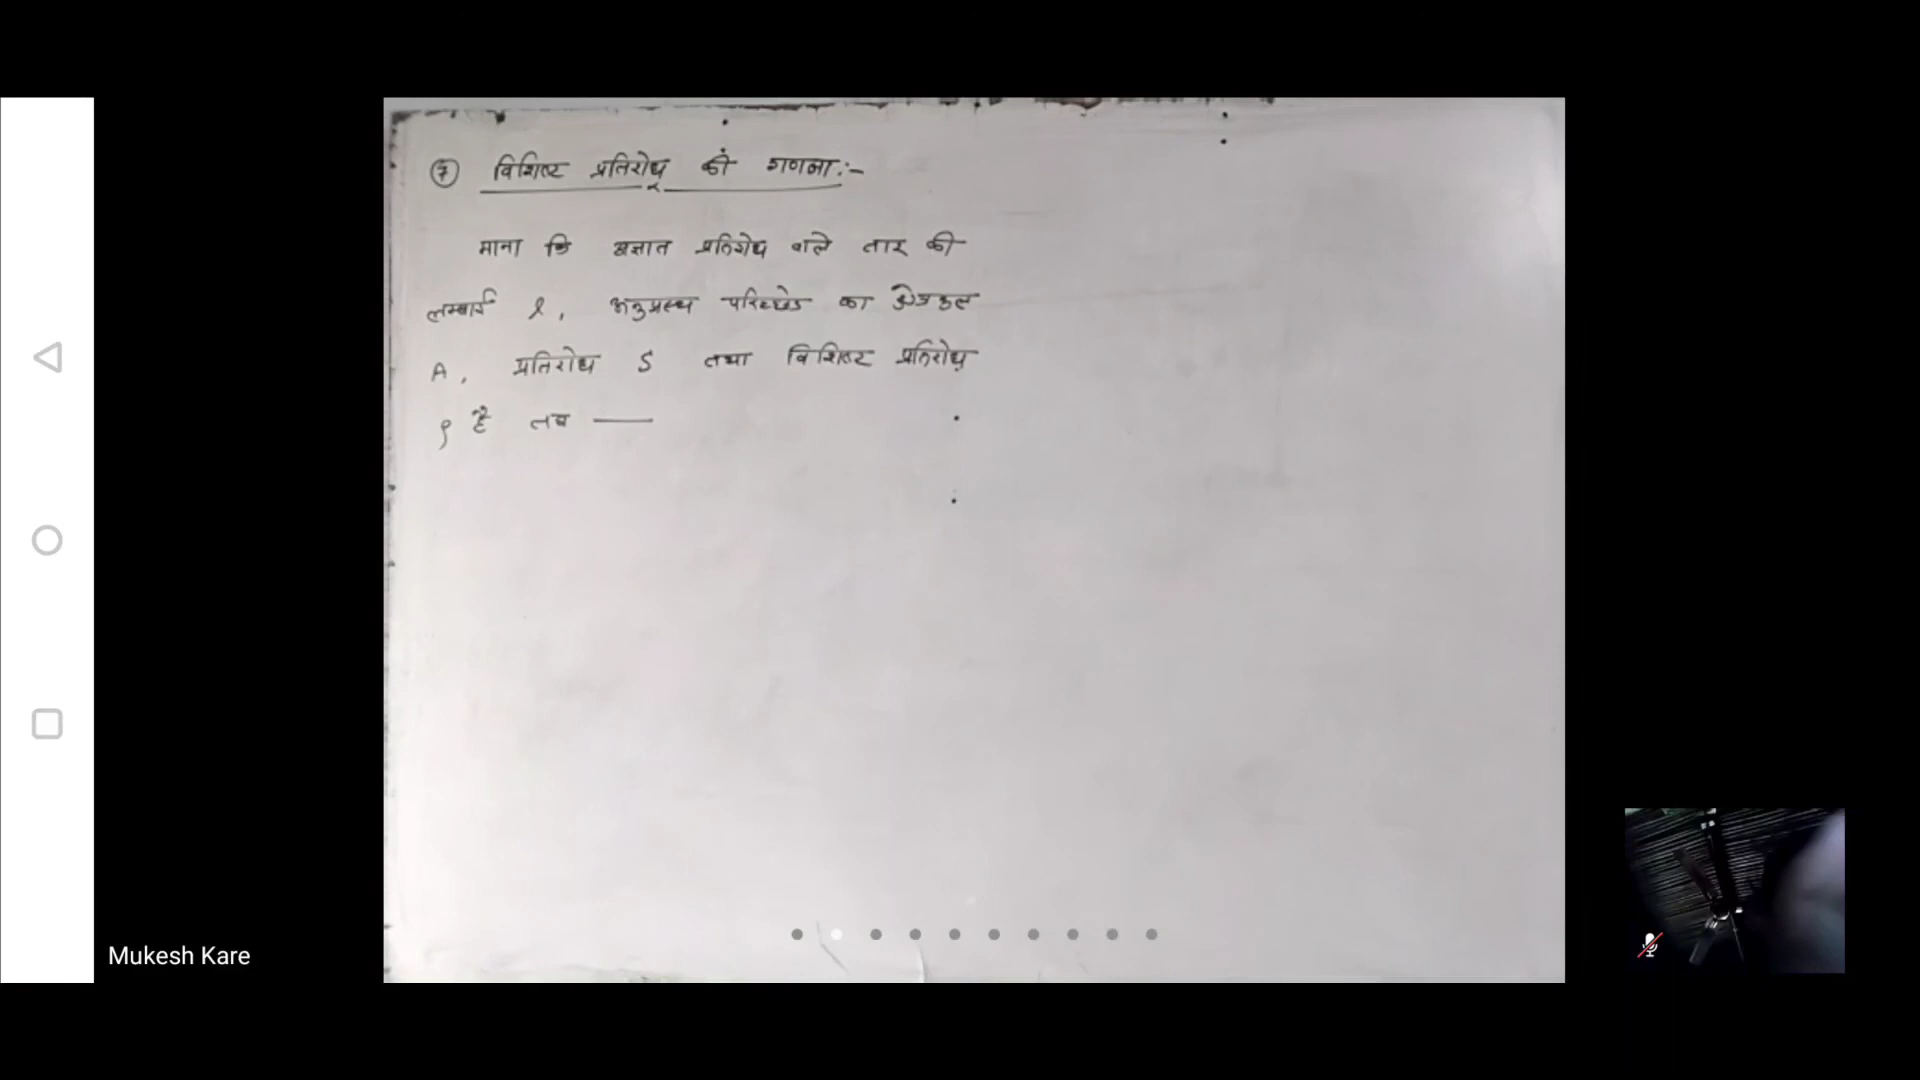 ⑦ विशिष्ट प्रतिरोध की गणना :-
माना कि अज्ञात प्रतिरोध वाले तार की
लम्बाई l, अनुप्रस्थ परिच्छेद का क्षेत्रफल
A, प्रतिरोध S तथा विशिष्ट प्रतिरोध
ρ है तब —
Mukesh Kare